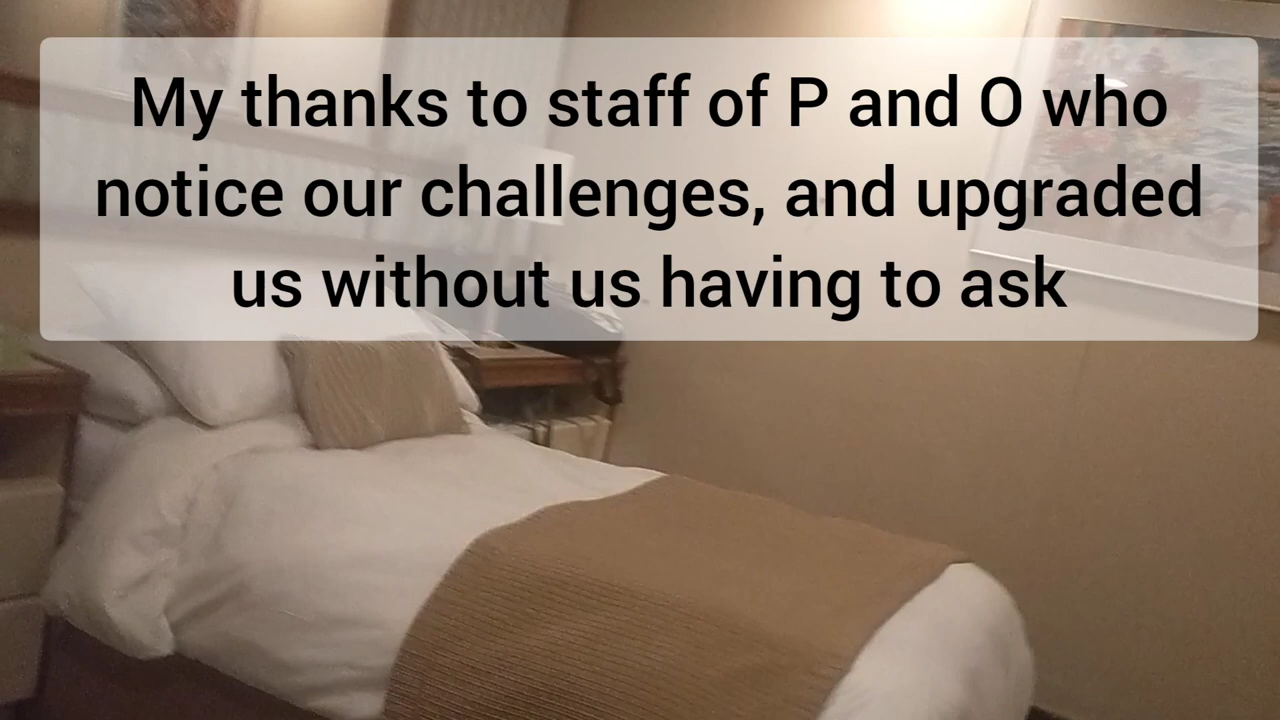 My thanks to staff of P and O who
notice our challenges, and upgraded
us without us having to ask